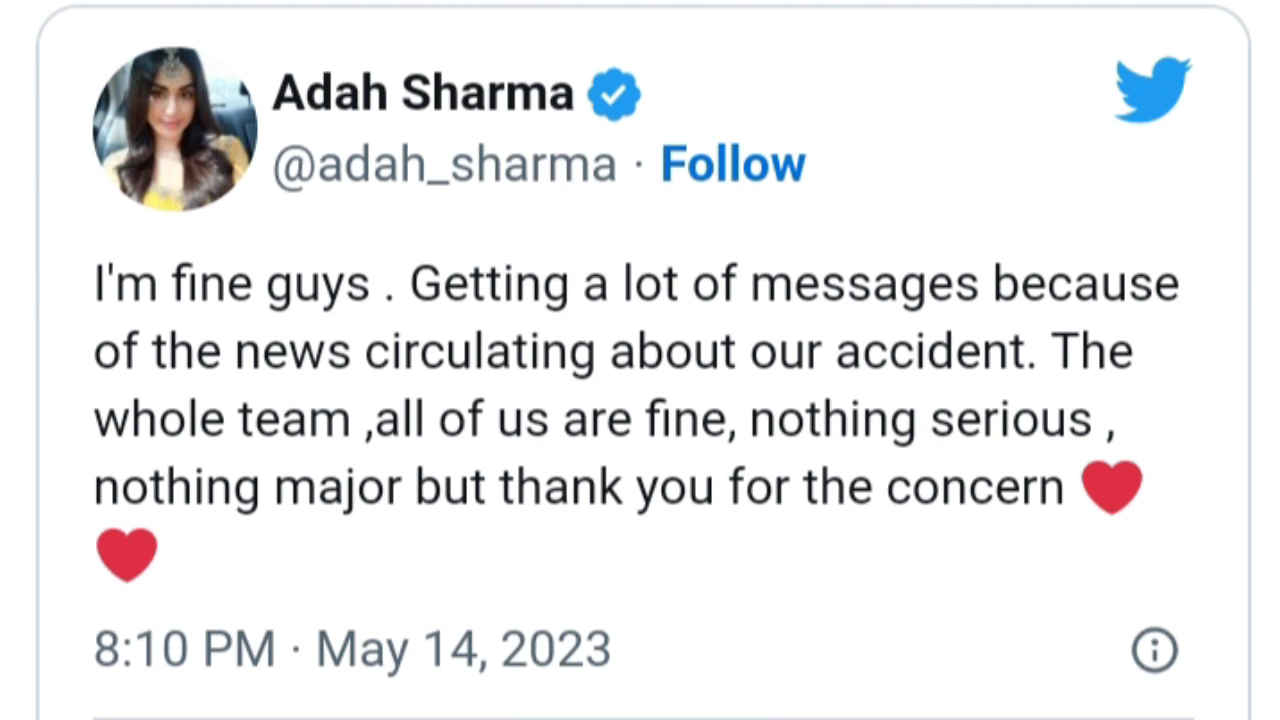 Adah Sharma
@adah_sharma · Follow
I'm fine guys . Getting a lot of messages because
of the news circulating about our accident. The
whole team ,all of us are fine, nothing serious ,
nothing major but thank you for the concern ❤️
❤️
8:10 PM · May 14, 2023